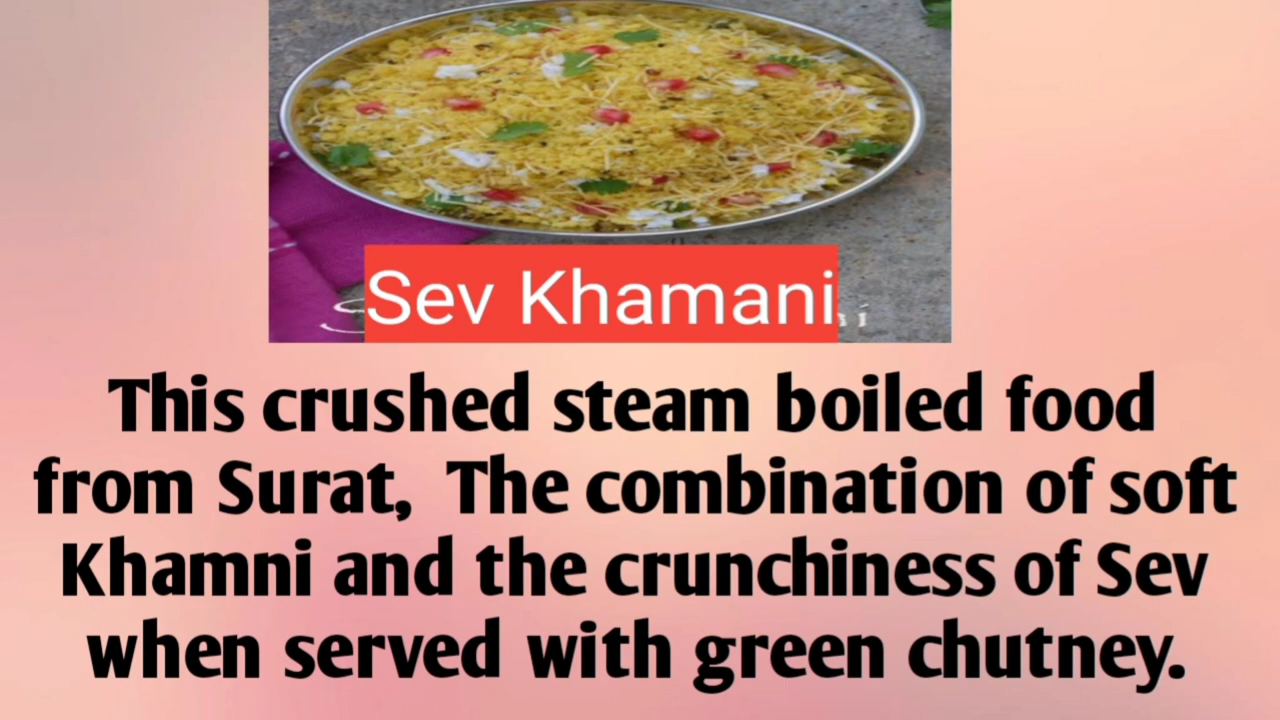 Sev Khamani
This crushed steam boiled food
from Surat, The combination of soft
Khamni and the crunchiness of Sev
when served with green chutney.